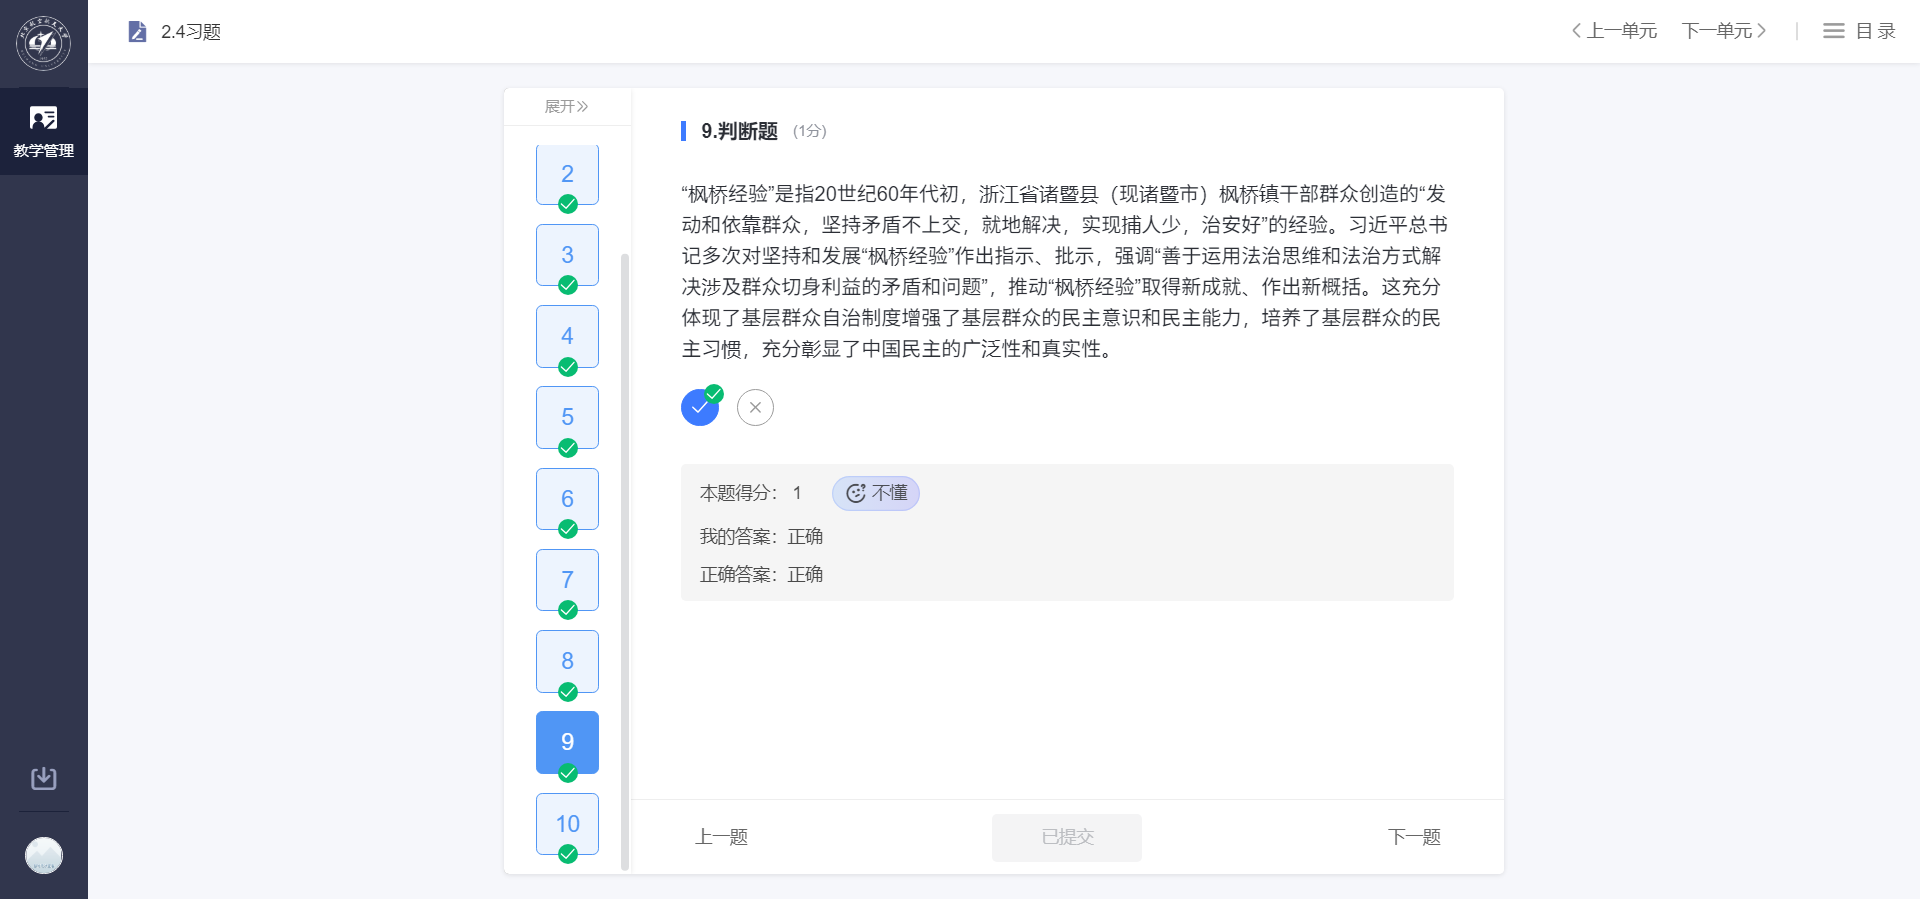 2.4习题
上一单元
下一单元
目录
教学管理
展开
2
3
4
5
6
7
8
9
10
9.判断题 (1分)
“枫桥经验”是指20世纪60年代初，浙江省诸暨县（现诸暨市）枫桥镇干部群众创造的“发
动和依靠群众，坚持矛盾不上交，就地解决，实现捕人少，治安好”的经验。习近平总书
记多次对坚持和发展“枫桥经验”作出指示、批示，强调“善于运用法治思维和法治方式解
决涉及群众切身利益的矛盾和问题”，推动“枫桥经验”取得新成就、作出新概括。这充分
体现了基层群众自治制度增强了基层群众的民主意识和民主能力，培养了基层群众的民
主习惯，充分彰显了中国民主的广泛性和真实性。
本题得分： 1 不懂
我的答案：正确
正确答案：正确
上一题
已提交
下一题